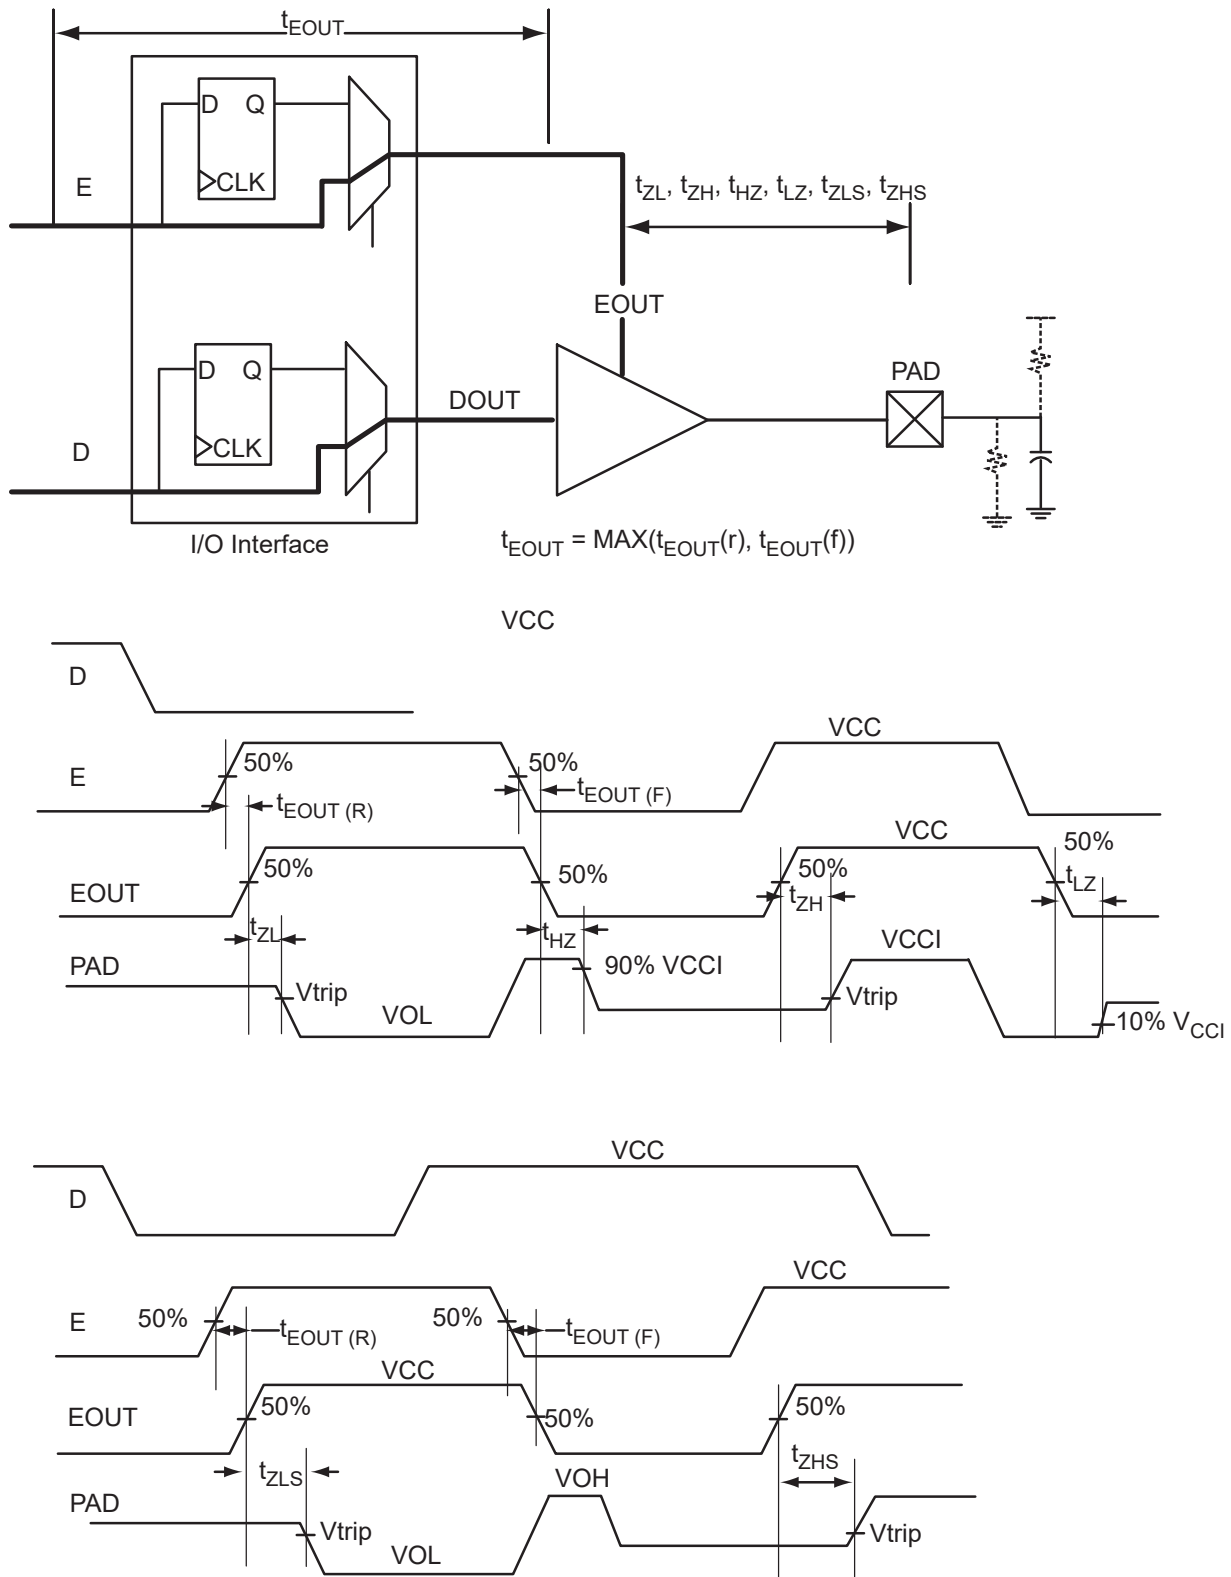 tEOUT
D Q
CLK
E
tZL, tZH, tHZ, tLZ, tZLS, tZHS
EOUT
D Q
CLK
DOUT
PAD
D
I/O Interface
tEOUT = MAX(tEOUT(r), tEOUT(f))
VCC
D
VCC
E
50%
50%
tEOUT (R)
tEOUT (F)
VCC
50%
EOUT
50%
50%
50%
tZL
tHZ
tZH
tLZ
PAD
90% VCCI
VCCI
Vtrip
VOL
Vtrip
10% VCCI
VCC
D
VCC
E
50%
tEOUT (R)
50%
tEOUT (F)
VCC
EOUT
50%
50%
50%
tZLS
tZHS
PAD
VOH
Vtrip
VOL
Vtrip